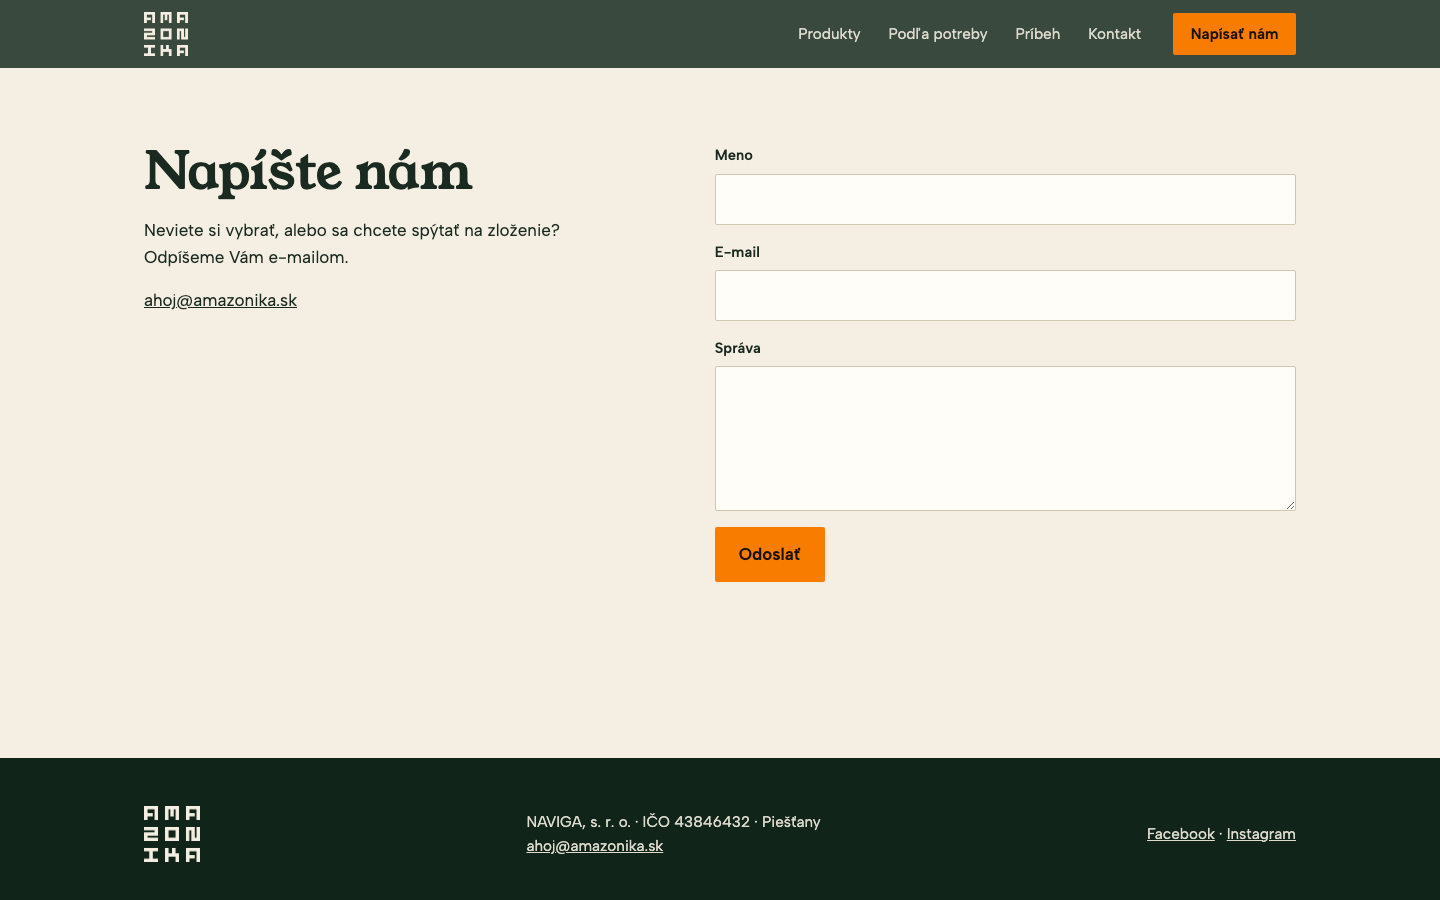 AMA
ZON
IKA
Produkty
Podľa potreby
Príbeh
Kontakt
Napísať nám
Napíšte nám
Neviete si vybrať, alebo sa chcete spýtať na zloženie?
Odpíšeme Vám e-mailom.
ahoj@amazonika.sk
Meno
E-mail
Správa
Odoslať
AMA
ZON
IKA
NAVIGA, s. r. o. · IČO 43846432 · Piešťany
ahoj@amazonika.sk
Facebook · Instagram